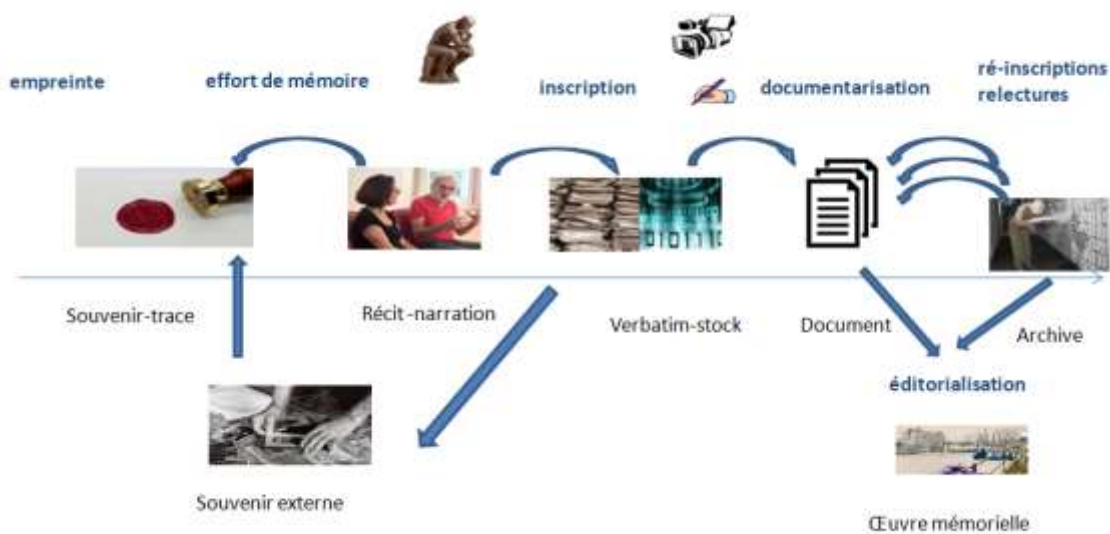 empreinte
effort de mémoire
inscription
documentarisation
ré-inscriptions
relectures
010110
Souvenir-trace
Récit-narration
Verbatim-stock
Document
Archive
éditorialisation
Souvenir externe
Œuvre mémorielle